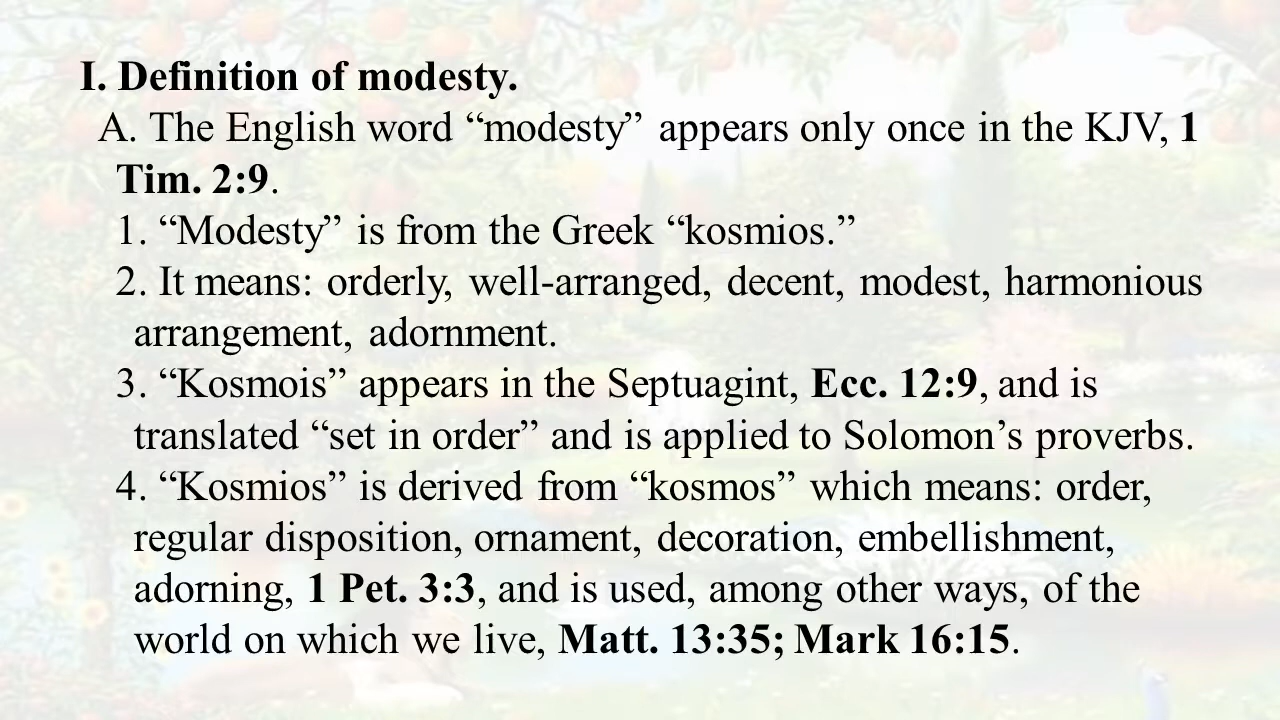 I. Definition of modesty.
A. The English word “modesty” appears only once in the KJV, 1
Tim. 2:9.
1. “Modesty” is from the Greek “kosmios.”
2. It means: orderly, well-arranged, decent, modest, harmonious
arrangement, adornment.
3. “Kosmois” appears in the Septuagint, Ecc. 12:9, and is
translated “set in order” and is applied to Solomon’s proverbs.
4. “Kosmios” is derived from “kosmos” which means: order,
regular disposition, ornament, decoration, embellishment,
adorning, 1 Pet. 3:3, and is used, among other ways, of the
world on which we live, Matt. 13:35; Mark 16:15.